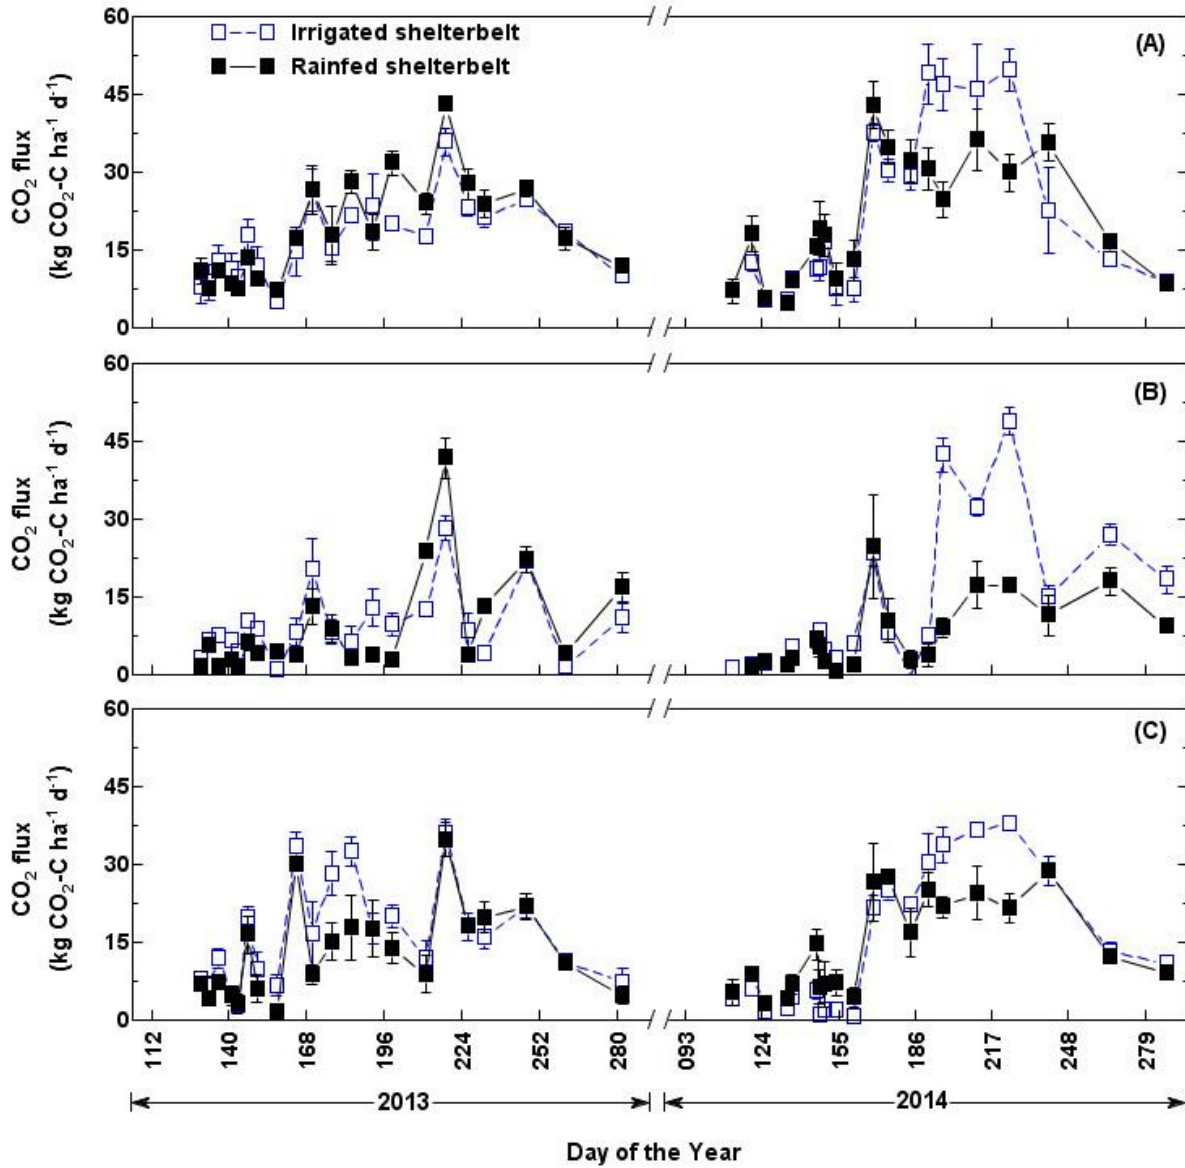 60
45
30
15
0
CO₂ flux
(kg CO₂-C ha⁻¹ d⁻¹)
Irrigated shelterbelt
Rainfed shelterbelt
(A)
60
45
30
15
0
CO₂ flux
(kg CO₂-C ha⁻¹ d⁻¹)
(B)
60
45
30
15
0
CO₂ flux
(kg CO₂-C ha⁻¹ d⁻¹)
(C)
112 140 168 196 224 252 280 093 124 155 186 217 248 279
2013 2014
Day of the Year